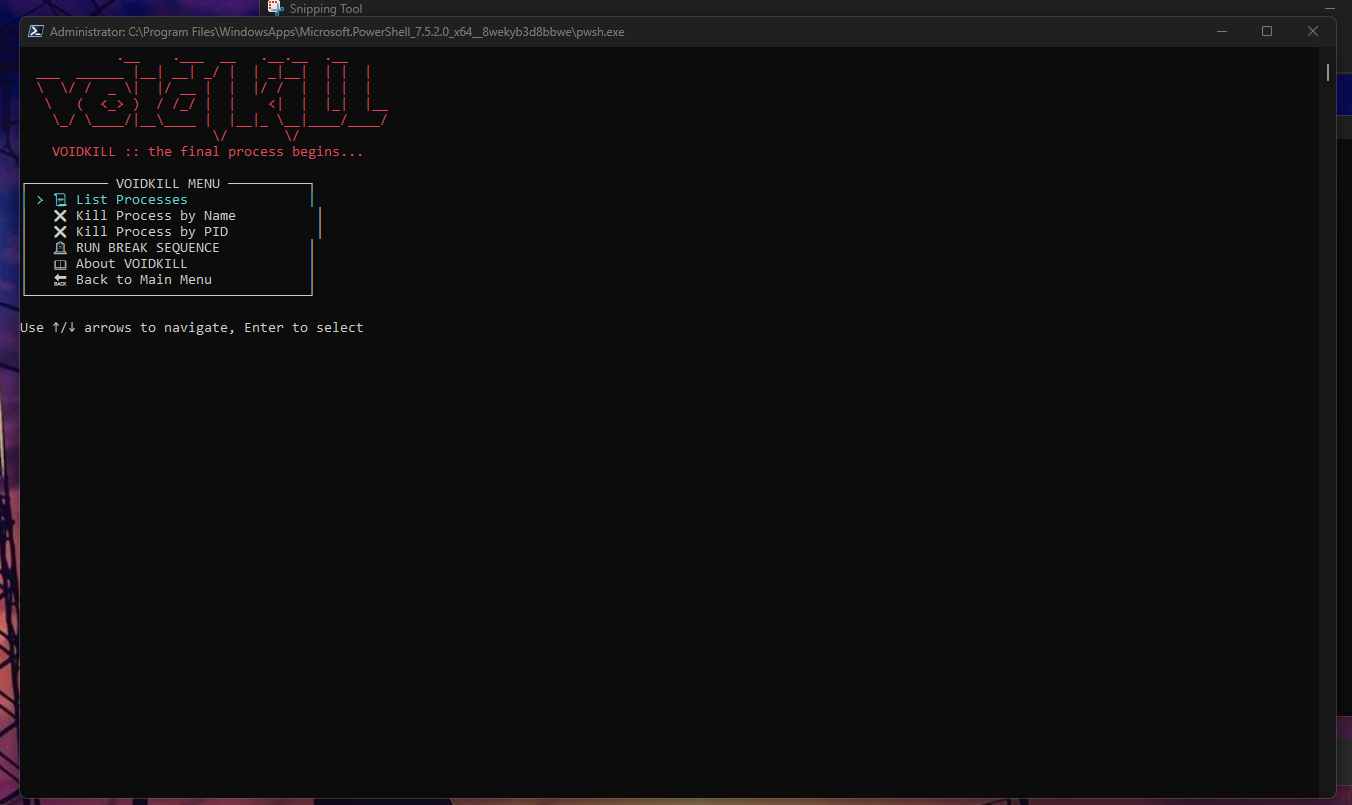 Snipping Tool
Administrator: C:\Program Files\WindowsApps\Microsoft.PowerShell_7.5.2.0_x64__8wekyb3d8bbwe\pwsh.exe
voidkill
VOIDKILL :: the final process begins...
VOIDKILL MENU
> List Processes
Kill Process by Name
Kill Process by PID
RUN BREAK SEQUENCE
About VOIDKILL
BACK Back to Main Menu
Use ↑/↓ arrows to navigate, Enter to select